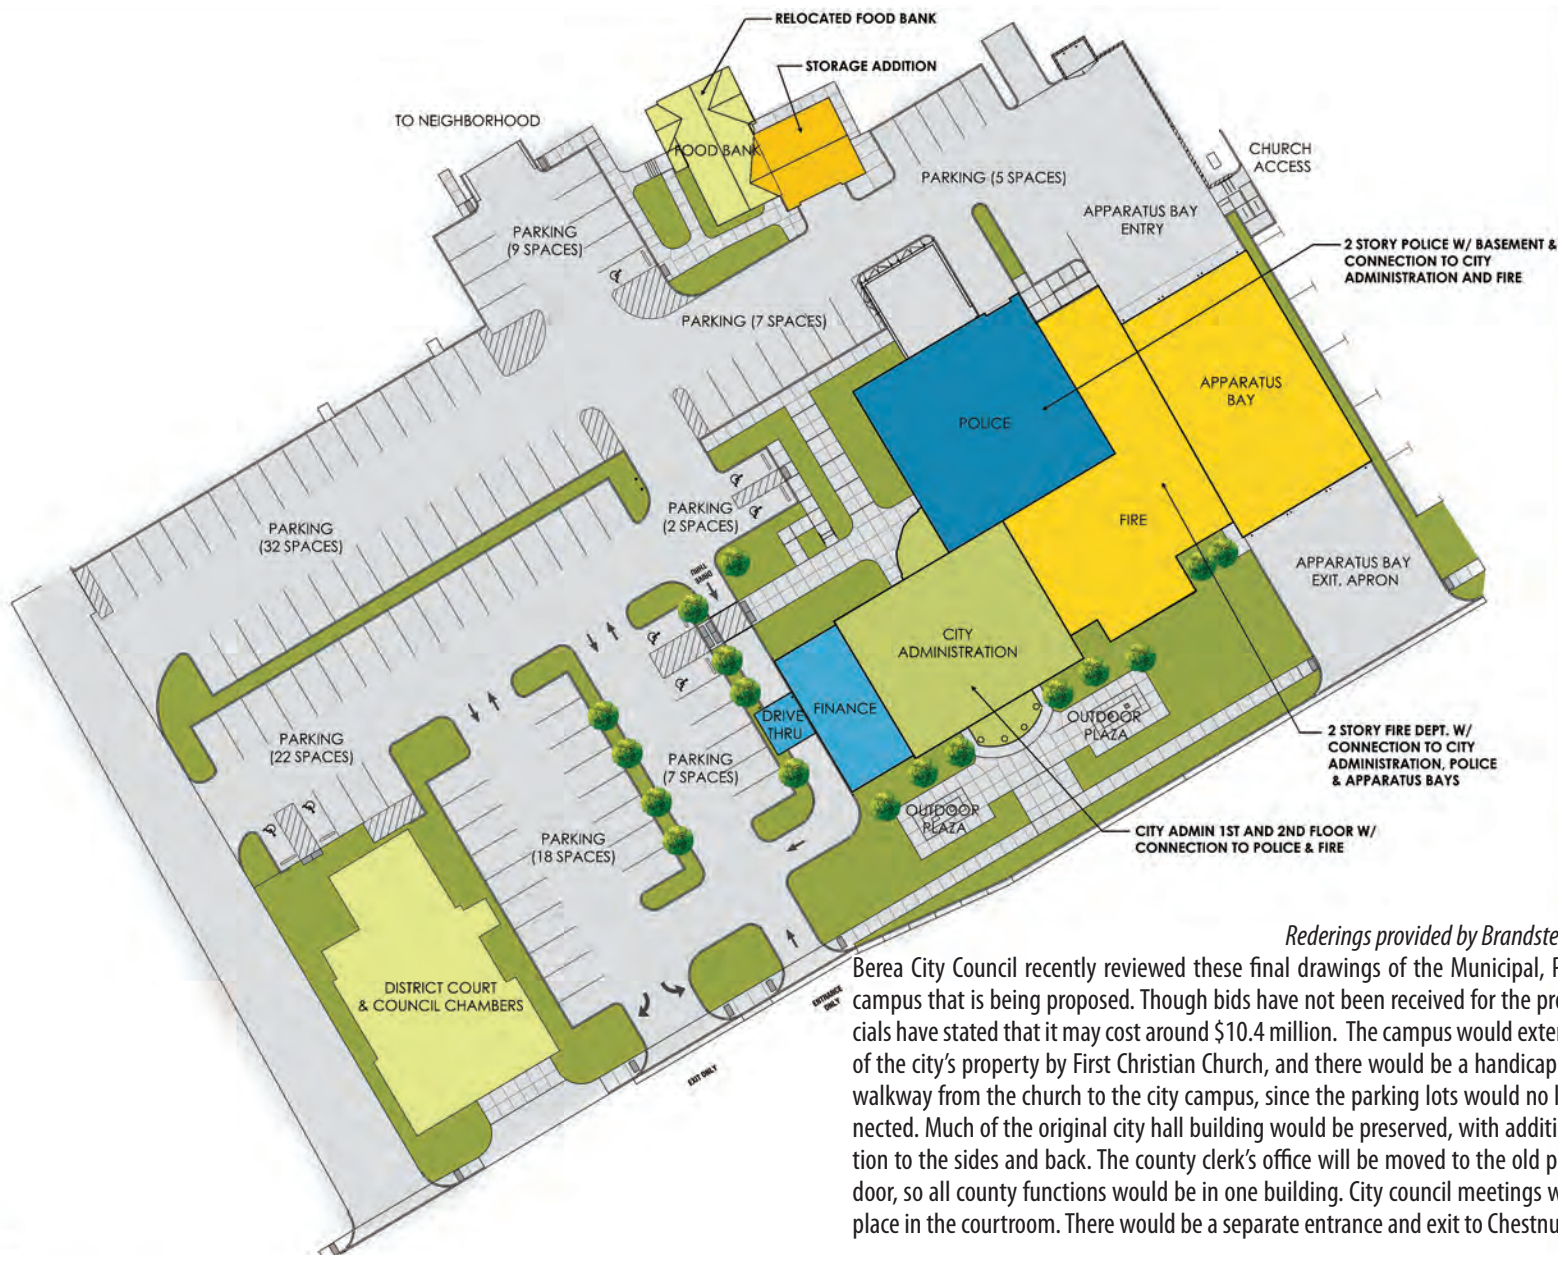 RELOCATED FOOD BANK
STORAGE ADDITION
TO NEIGHBORHOOD
FOOD BANK
CHURCH
ACCESS
PARKING (5 SPACES)
APPARATUS BAY
ENTRY
PARKING
(9 SPACES)
2 STORY POLICE W/ BASEMENT &
CONNECTION TO CITY
ADMINISTRATION AND FIRE
PARKING (7 SPACES)
APPARATUS
BAY
POLICE
PARKING
(2 SPACES)
FIRE
PARKING
(32 SPACES)
APPARATUS BAY
EXIT, APRON
DRIVE
THRU
CITY
ADMINISTRATION
FINANCE
DRIVE
THRU
OUTDOOR
PLAZA
2 STORY FIRE DEPT. W/
CONNECTION TO CITY
ADMINISTRATION, POLICE
& APPARATUS BAYS
PARKING
(22 SPACES)
PARKING
(7 SPACES)
OUTDOOR
PLAZA
CITY ADMIN 1ST AND 2ND FLOOR W/
CONNECTION TO POLICE & FIRE
PARKING
(18 SPACES)
DISTRICT COURT
& COUNCIL CHAMBERS
ENTRANCE
ONLY
EXIT ONLY
Rederings provided by Brandste
Berea City Council recently reviewed these final drawings of the Municipal, P
campus that is being proposed. Though bids have not been received for the pro
cials have stated that it may cost around $10.4 million. The campus would exten
of the city's property by First Christian Church, and there would be a handicap
walkway from the church to the city campus, since the parking lots would no l
nected. Much of the original city hall building would be preserved, with additi
tion to the sides and back. The county clerk's office will be moved to the old p
door, so all county functions would be in one building. City council meetings w
place in the courtroom. There would be a separate entrance and exit to Chestnu